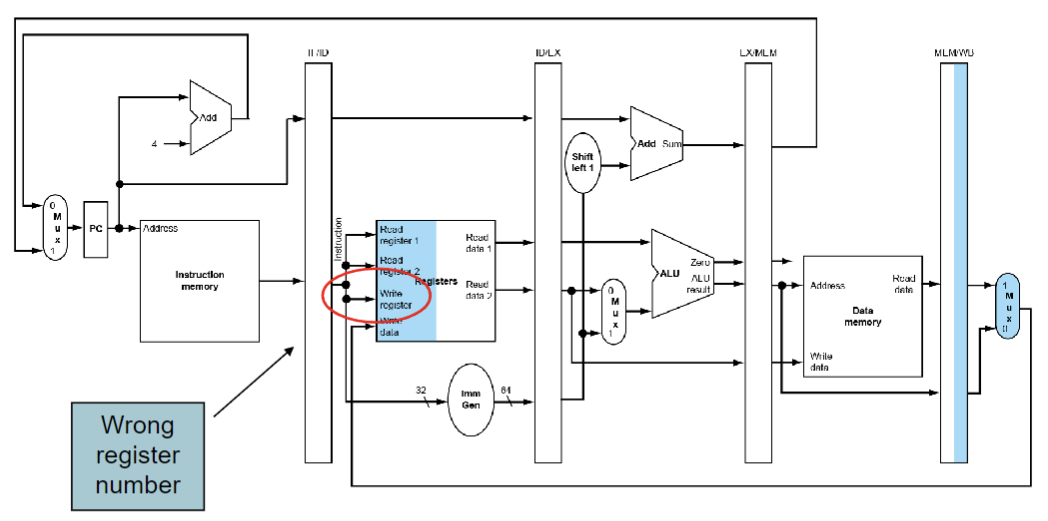 IF/ID
ID/EX
EX/MEM
MEM/WB
Add
4
Add Sum
Shift
left 1
0
M
u
x
1
PC
Address
Instruction
memory
Instruction
Read
register 1
Read
register 2
Registers
Write
register
Write
data
Read
data 1
Read
data 2
0
M
u
x
1
Zero
ALU
ALU
result
Address
Read
data
Data
memory
Write
data
1
M
u
x
0
32
Imm
Gen
64
Wrong
register
number